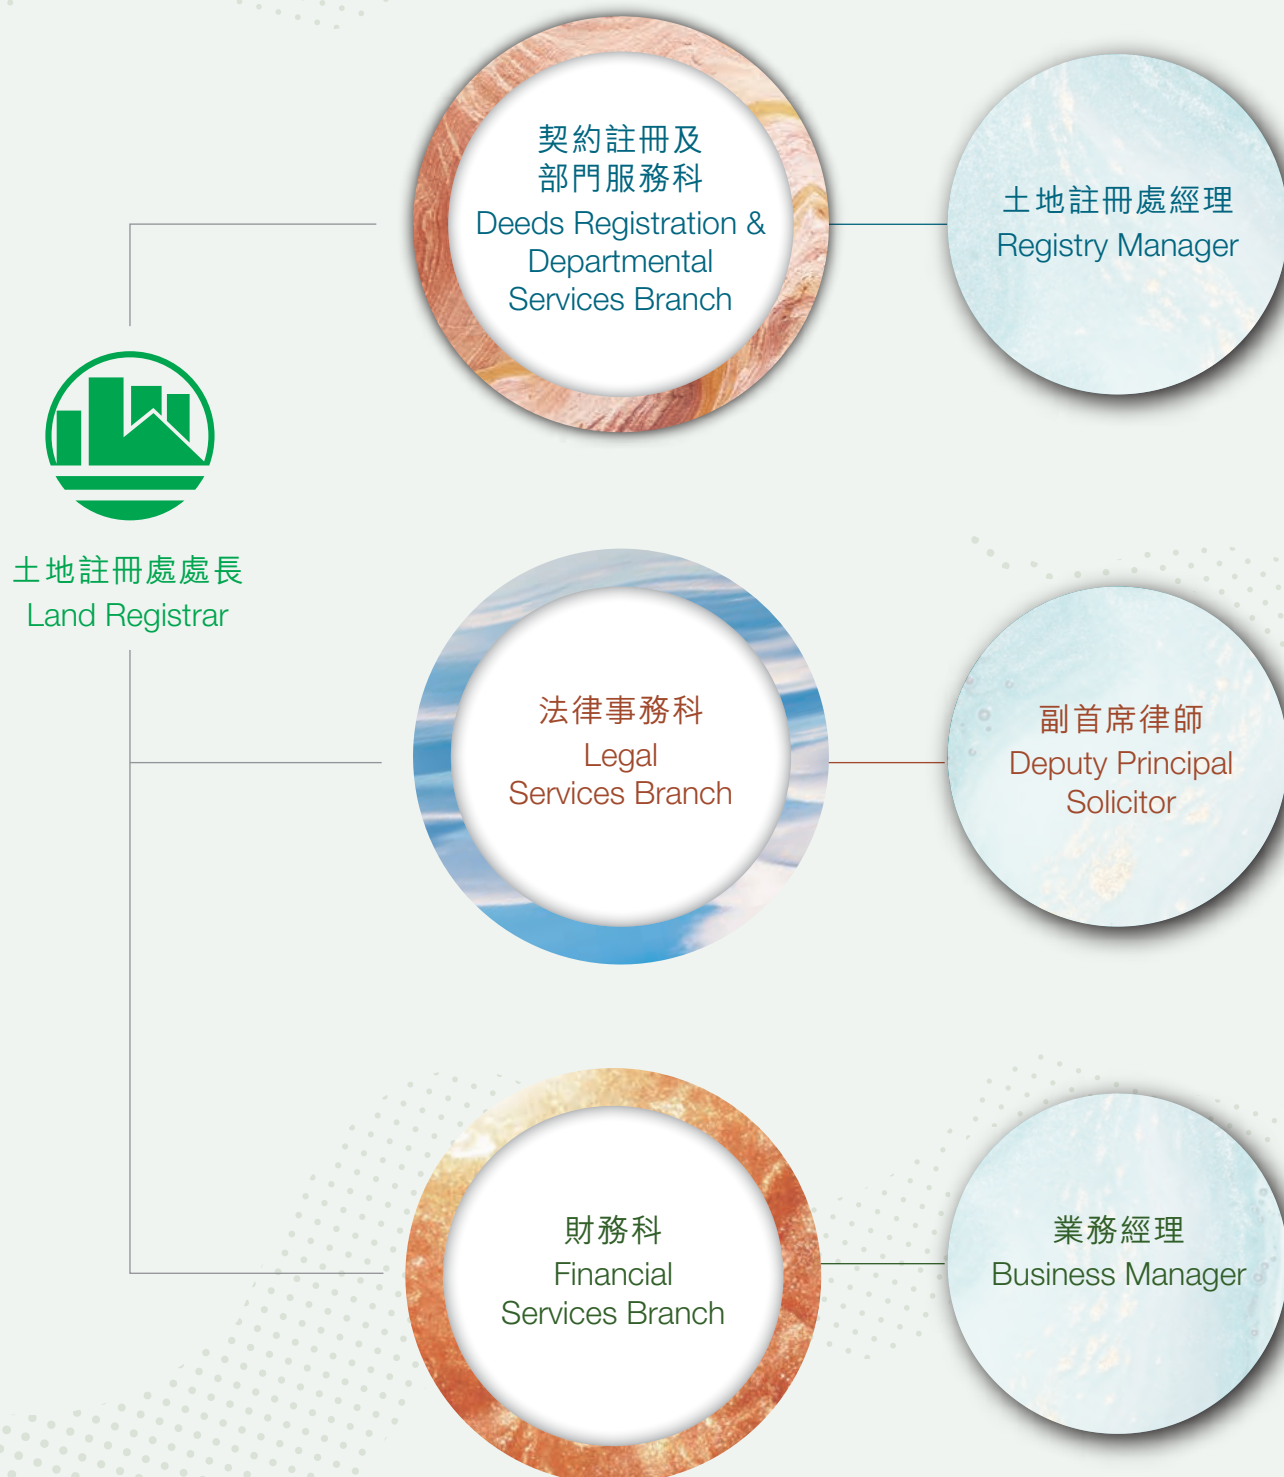 契約註冊及
部門服務科
Deeds Registration &
Departmental
Services Branch
土地註冊處經理
Registry Manager
土地註冊處處長
Land Registrar
法律事務科
Legal
Services Branch
副首席律師
Deputy Principal
Solicitor
財務科
Financial
Services Branch
業務經理
Business Manager